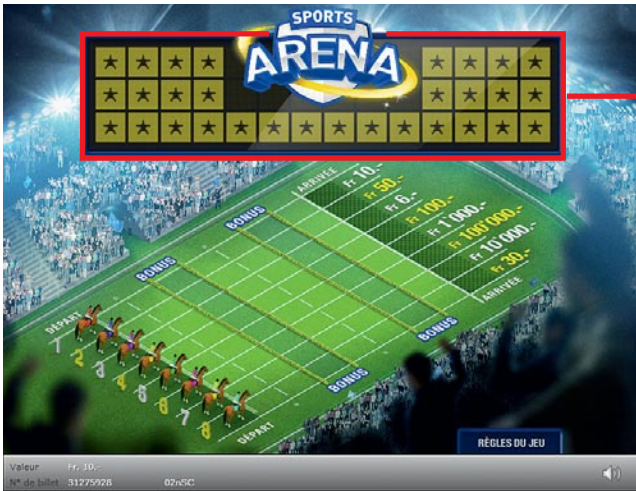 SPORTS
ARENA
ARRIVÉE
Fr 10.-
Fr 50.-
Fr 6.-
Fr 100.-
Fr 1'000.-
Fr 100'000.-
Fr 10'000.-
Fr 30.-
ARRIVÉE
BONUS
BONUS
BONUS
BONUS
DÉPART
1
2
3
4
5
6
7
8
DÉPART
RÈGLES DU JEU
Valeur Fr. 10.-
N° de billet 31275928 02nSC